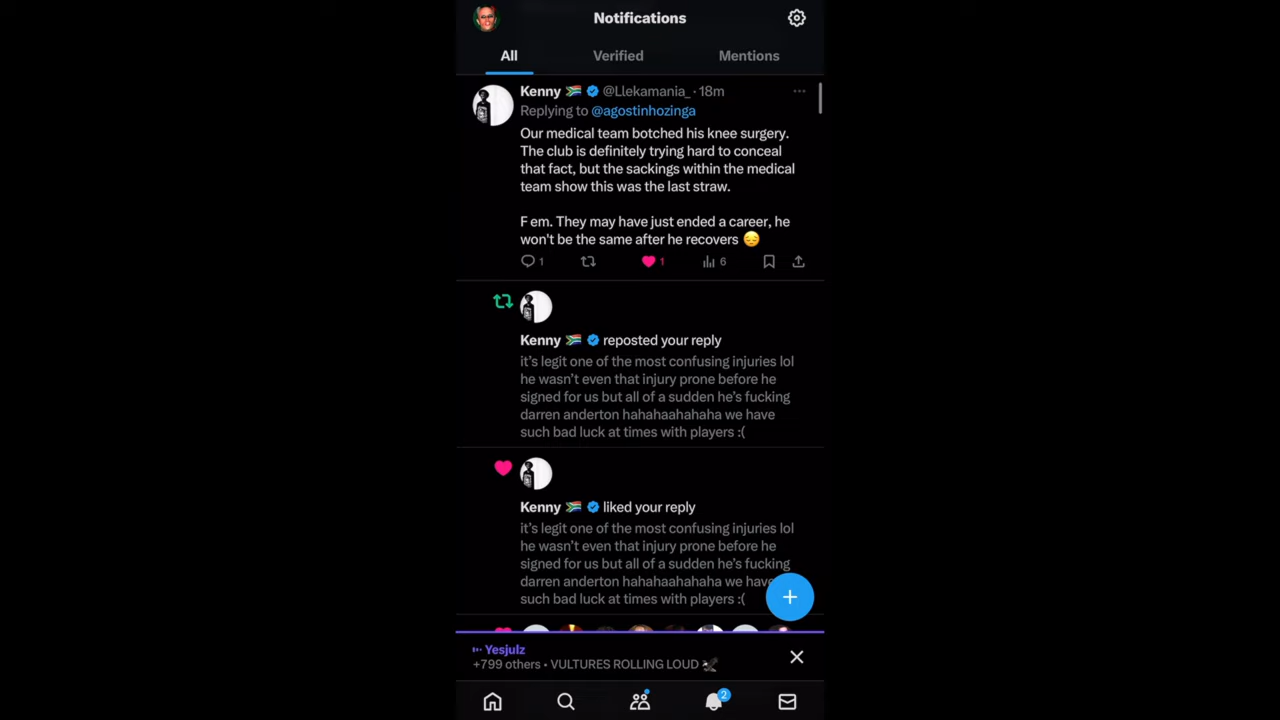 Notifications
All Verified Mentions
Kenny 🇿🇦 @Llekamania_ · 18m
Replying to @agostinhozinga
Our medical team botched his knee surgery.
The club is definitely trying hard to conceal
that fact, but the sackings within the medical
team show this was the last straw.
F em. They may have just ended a career, he
won't be the same after he recovers 😔
1 1 6
Kenny 🇿🇦 reposted your reply
it's legit one of the most confusing injuries lol
he wasn't even that injury prone before he
signed for us but all of a sudden he's fucking
darren anderton hahahaahahaha we have
such bad luck at times with players :(
Kenny 🇿🇦 liked your reply
it's legit one of the most confusing injuries lol
he wasn't even that injury prone before he
signed for us but all of a sudden he's fucking
darren anderton hahahaahahaha we have
such bad luck at times with players :(
Yesjulz
+799 others • VULTURES ROLLING LOUD
2